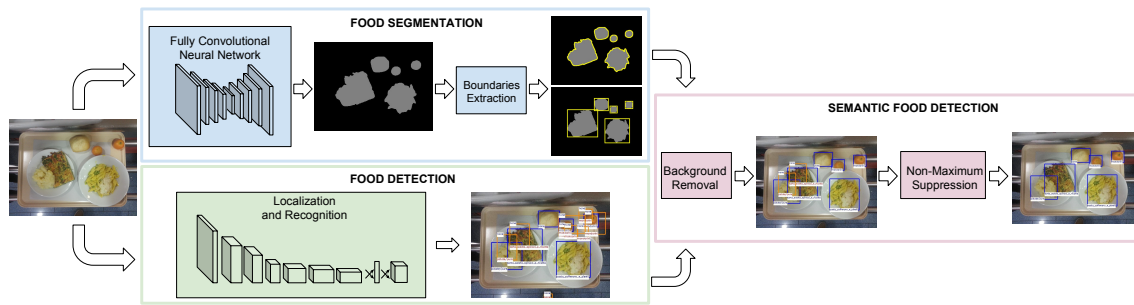 FOOD SEGMENTATION
Fully Convolutional
Neural Network
Boundaries
Extraction
FOOD DETECTION
Localization
and Recognition
SEMANTIC FOOD DETECTION
Background
Removal
Non-Maximum
Suppression